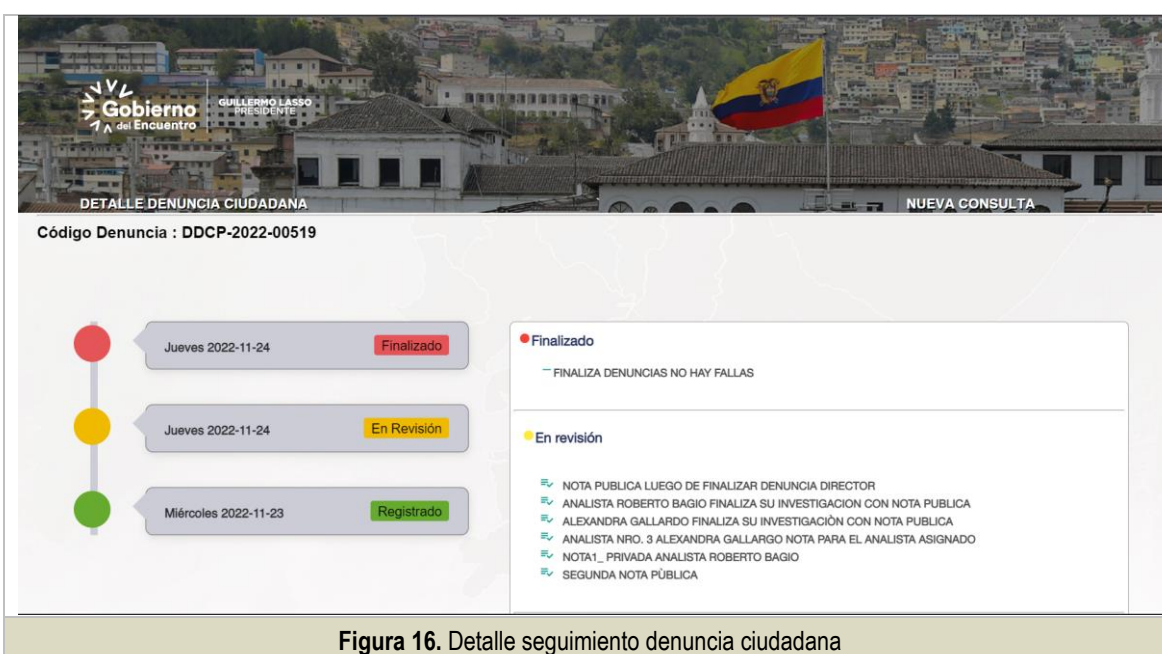 Gobierno
del Encuentro
GUILLERMO LASSO
PRESIDENTE
DETALLE DENUNCIA CIUDADANA
NUEVA CONSULTA
Código Denuncia : DDCP-2022-00519
Jueves 2022-11-24 Finalizado
Jueves 2022-11-24 En Revisión
Miércoles 2022-11-23 Registrado
Finalizado
FINALIZA DENUNCIAS NO HAY FALLAS
En revisión
NOTA PUBLICA LUEGO DE FINALIZAR DENUNCIA DIRECTOR
ANALISTA ROBERTO BAGIO FINALIZA SU INVESTIGACION CON NOTA PUBLICA
ALEXANDRA GALLARDO FINALIZA SU INVESTIGACIÒN CON NOTA PUBLICA
ANALISTA NRO. 3 ALEXANDRA GALLARGO NOTA PARA EL ANALISTA ASIGNADO
NOTA1_ PRIVADA ANALISTA ROBERTO BAGIO
SEGUNDA NOTA PÙBLICA
Figura 16. Detalle seguimiento denuncia ciudadana